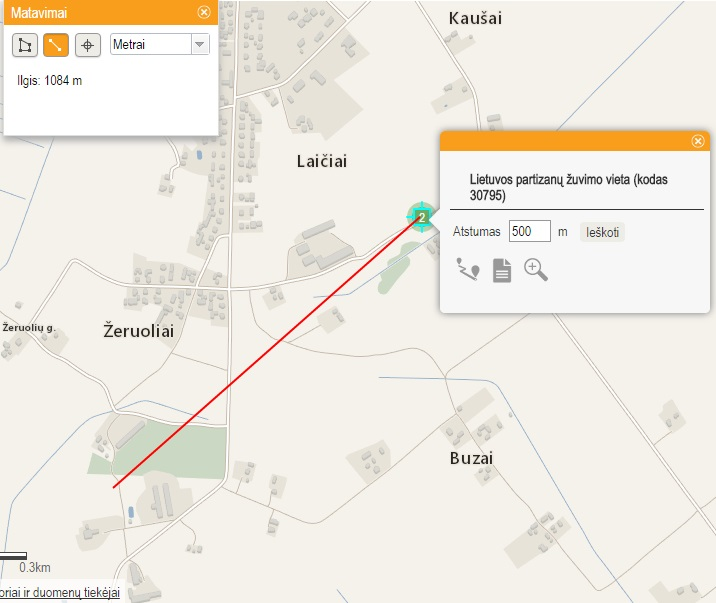 Matavimai
Metrai
Ilgis: 1084 m
Kaušai
Laičiai
Lietuvos partizanų žuvimo vieta (kodas
30795)
2
Atstumas 500 m Ieškoti
Žeruolių g.
Žeruoliai
Buzai
0.3km
oriai ir duomenų tiekėjai